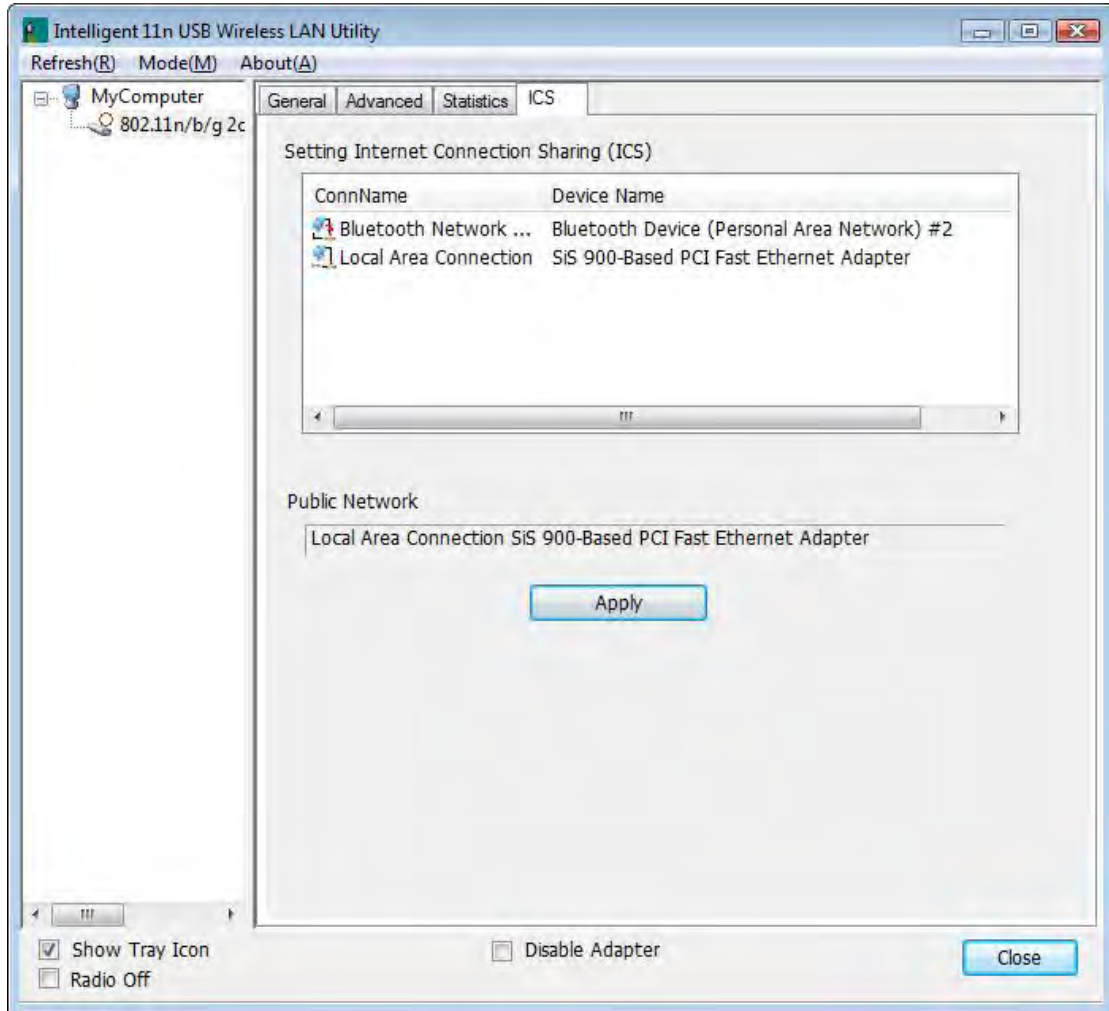 Intelligent 11n USB Wireless LAN Utility
Refresh(R) Mode(M) About(A)
MyComputer
802.11n/b/g 2c
General Advanced Statistics ICS
Setting Internet Connection Sharing (ICS)
ConnName Device Name
Bluetooth Network ... Bluetooth Device (Personal Area Network) #2
Local Area Connection SiS 900-Based PCI Fast Ethernet Adapter
Public Network
Local Area Connection SiS 900-Based PCI Fast Ethernet Adapter
Apply
Show Tray Icon Disable Adapter Close
Radio Off